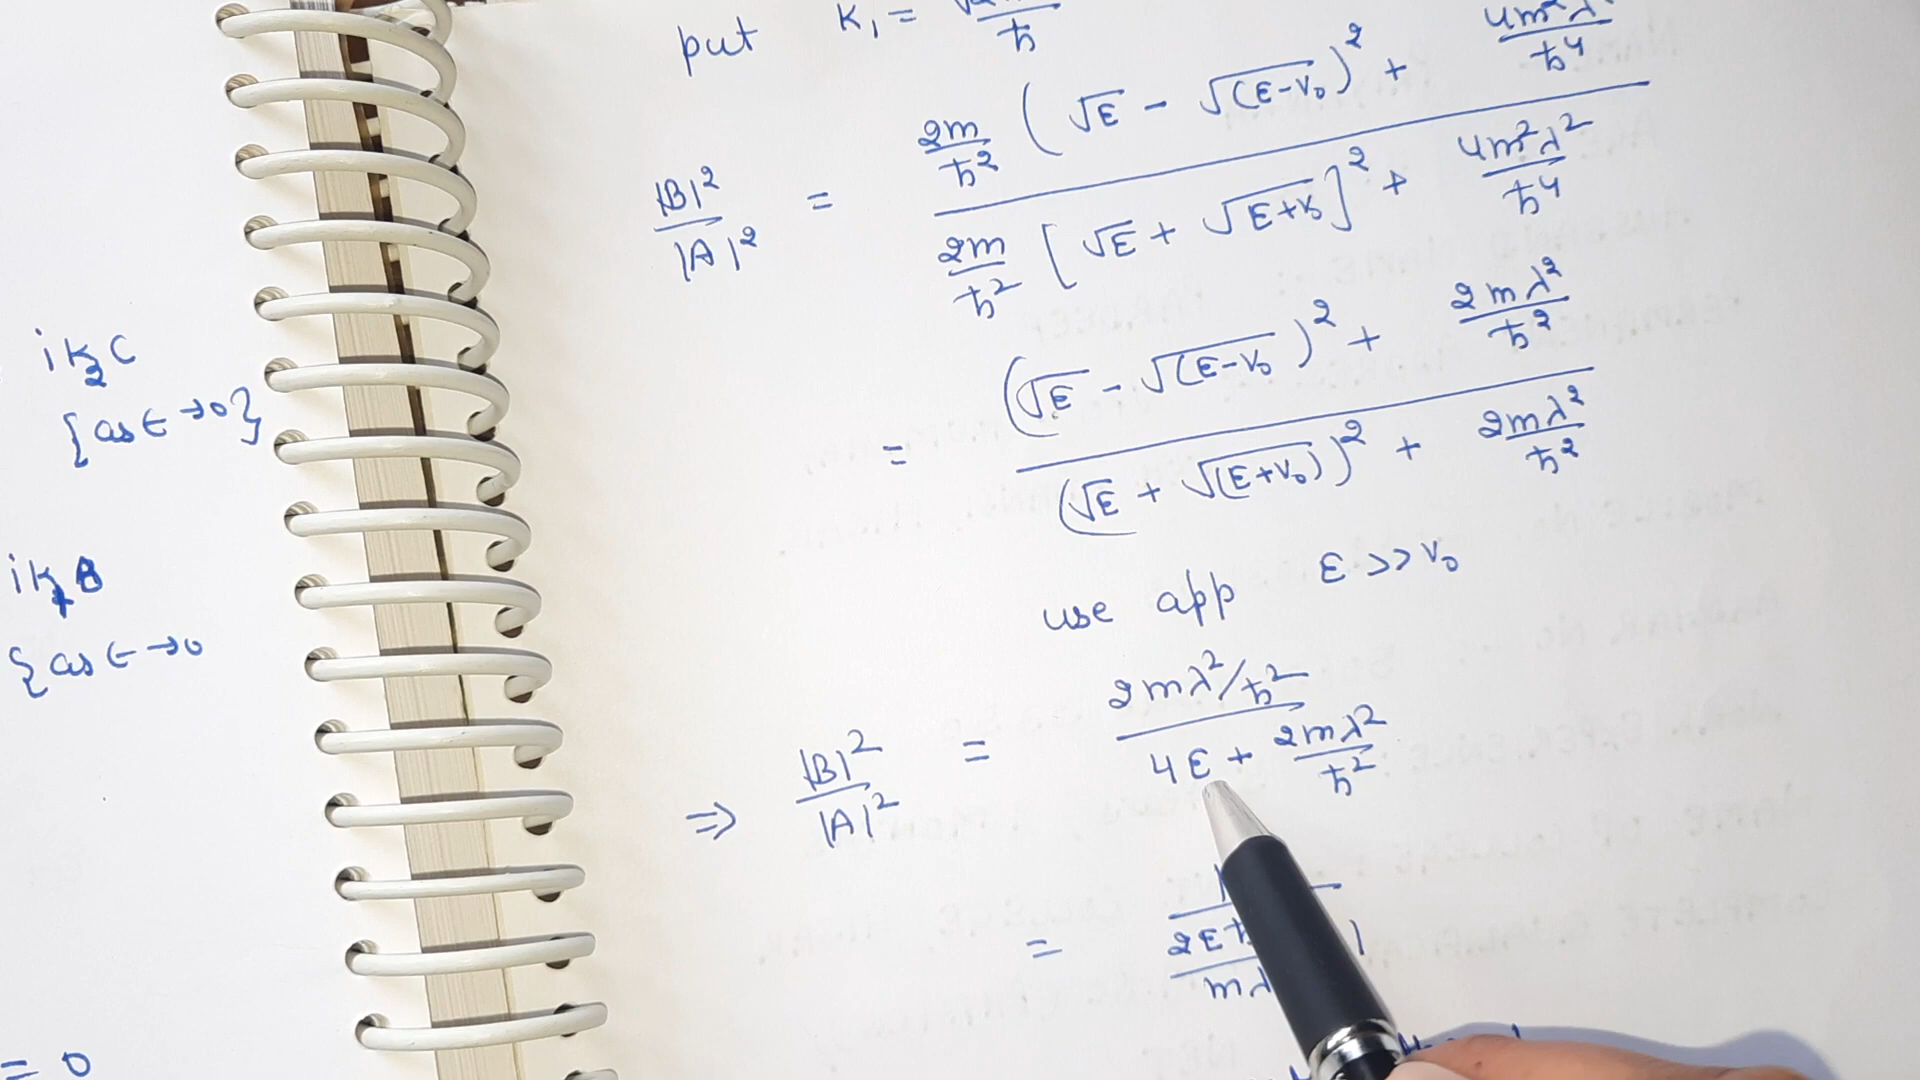 ik₂C
{as ϵ→0}
ik₁B
{as ϵ→0
= 0
put K₁ =
|B|²/|A|² = 2m/ħ² (√E - √(E-V₀)² + 4m²λ²/ħ⁴ / 2m/ħ² [√E + √E+V₀]² + 4m²λ²/ħ⁴
= (√E - √(E-V₀)² + 2mλ²/ħ² / (√E + √(E+V₀))² + 2mλ²/ħ²
use app E >> V₀
⇒ |B|²/|A|² = 2mλ²/ħ² / 4E + 2mλ²/ħ²
=